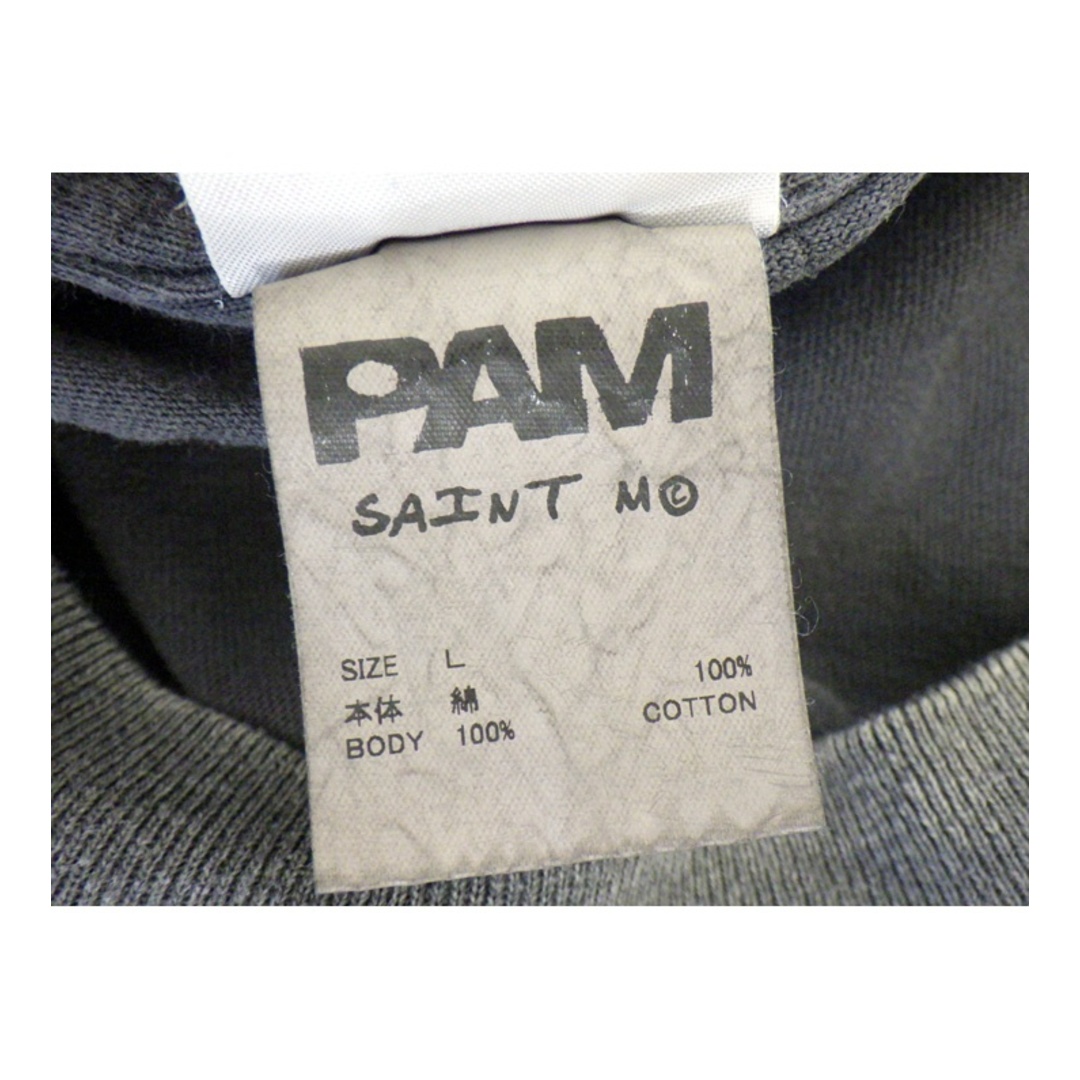 PAM
SAINT M©
SIZE L
本体 綿
BODY 100%
100%
COTTON